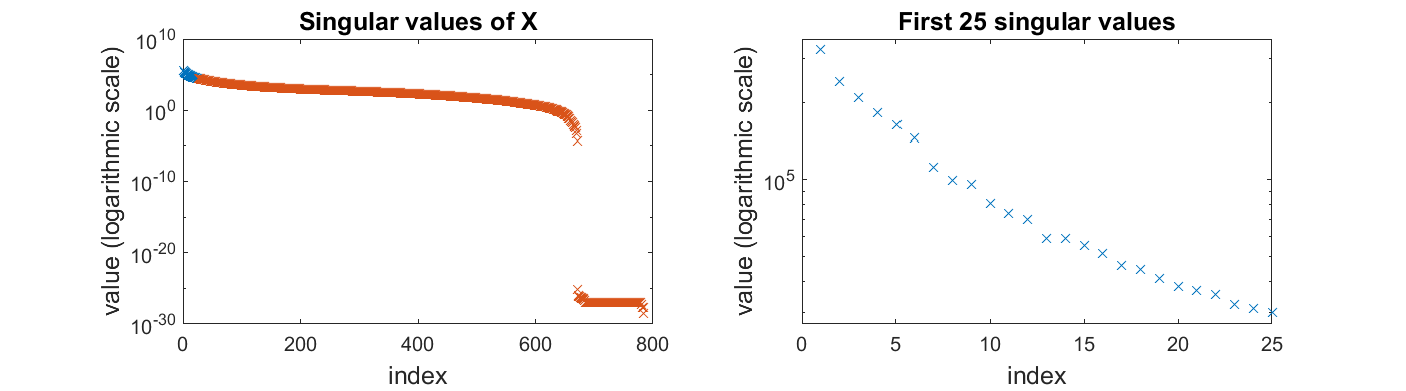 Singular values of X
value (logarithmic scale)
10^10
10^0
10^-10
10^-20
10^-30
0 200 400 600 800
index
First 25 singular values
value (logarithmic scale)
10^5
0 5 10 15 20 25
index